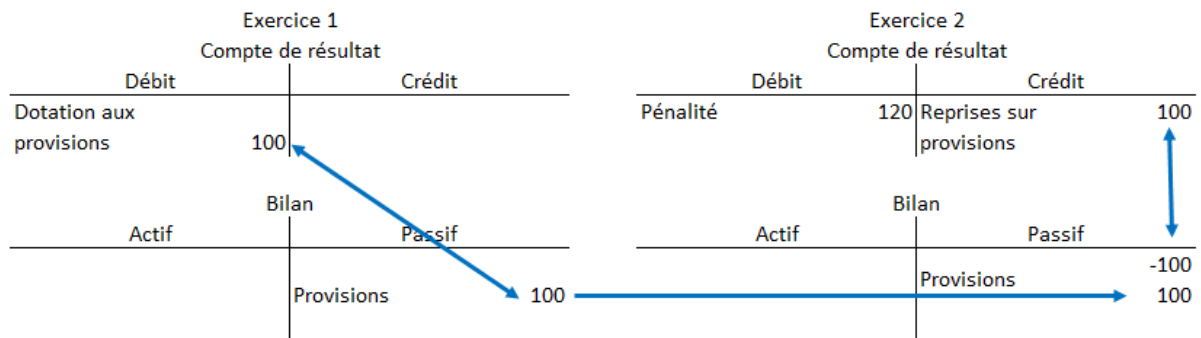 Exercice 1
Compte de résultat
Débit Crédit
Dotation aux
provisions 100
Bilan
Actif Passif
Provisions 100
Exercice 2
Compte de résultat
Débit Crédit
Pénalité 120 Reprises sur 100
provisions
Bilan
Actif Passif
-100
Provisions
100